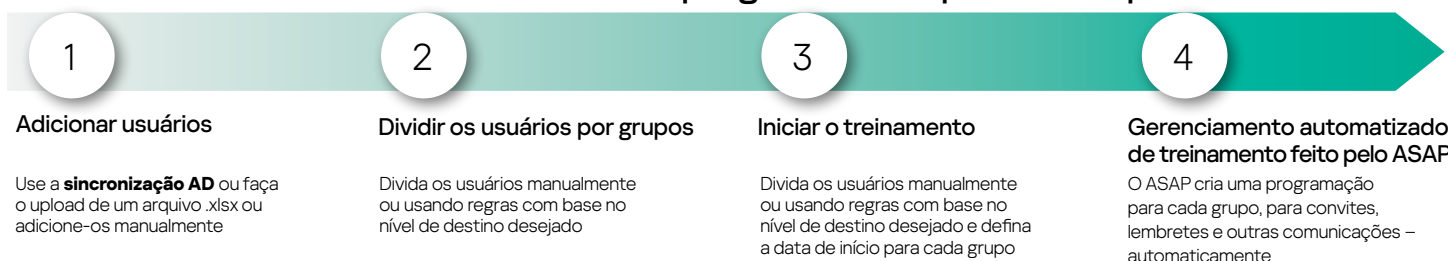 1
2
3
4
Adicionar usuários
Use a sincronização AD ou faça
o upload de um arquivo .xlsx ou
adicione-os manualmente
Dividir os usuários por grupos
Divida os usuários manualmente
ou usando regras com base no
nível de destino desejado
Iniciar o treinamento
Divida os usuários manualmente
ou usando regras com base no
nível de destino desejado e defina
a data de início para cada grupo
Gerenciamento automatizado
de treinamento feito pelo ASAP
O ASAP cria uma programação
para cada grupo, para convites,
lembretes e outras comunicações –
automaticamente